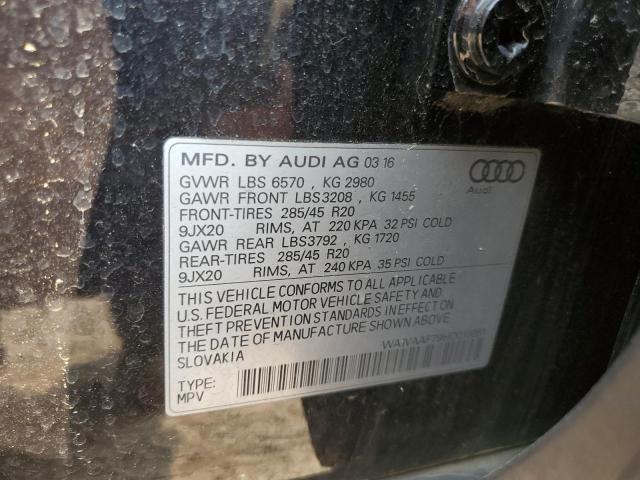 MFD. BY AUDI AG 03 16
GVWR LBS 6570 , KG 2980
GAWR FRONT LBS3208 , KG 1455
FRONT-TIRES 285/45 R20
9JX20 RIMS, AT 220 KPA 32 PSI COLD
GAWR REAR LBS3792 , KG 1720
REAR-TIRES 285/45 R20
9JX20 RIMS, AT 240 KPA 35 PSI COLD
THIS VEHICLE CONFORMS TO ALL APPLICABLE
U.S. FEDERAL MOTOR VEHICLE SAFETY AND
THEFT PREVENTION STANDARDS IN EFFECT ON
THE DATE OF MANUFACTURE SHOWN ABOVE.
SLOVAKIA
TYPE:
MPV
Audi